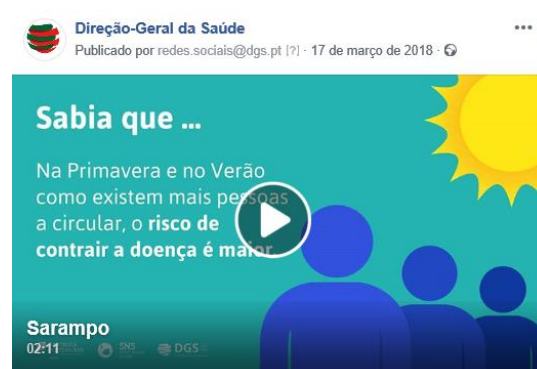 Direção-Geral da Saúde
Publicado por redes.sociais@dgs.pt [?] · 17 de março de 2018 ·
Sabia que ...
Na Primavera e no Verão
como existem mais pessoas
a circular, o risco de
contrair a doença é maior.
Sarampo
02:11
SNS
DGS